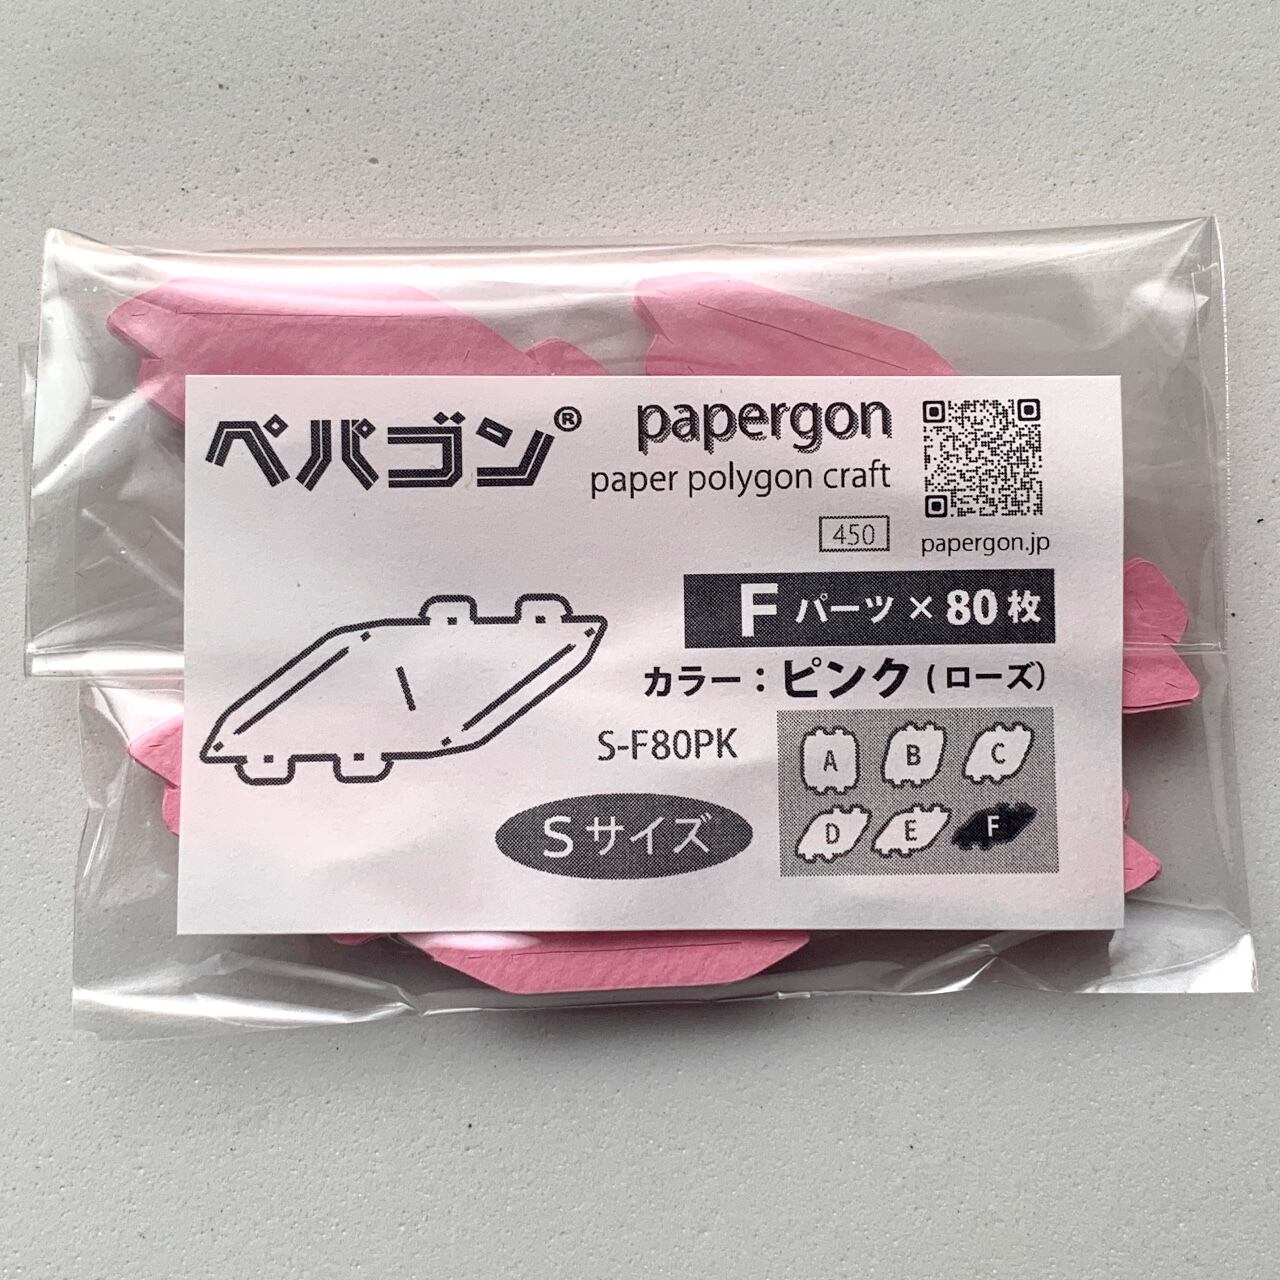 ペパゴン®
papergon
paper polygon craft
450
papergon.jp
F パーツ × 80 枚
カラー：ピンク (ローズ)
S-F80PK
A B C
D E F
S サイズ